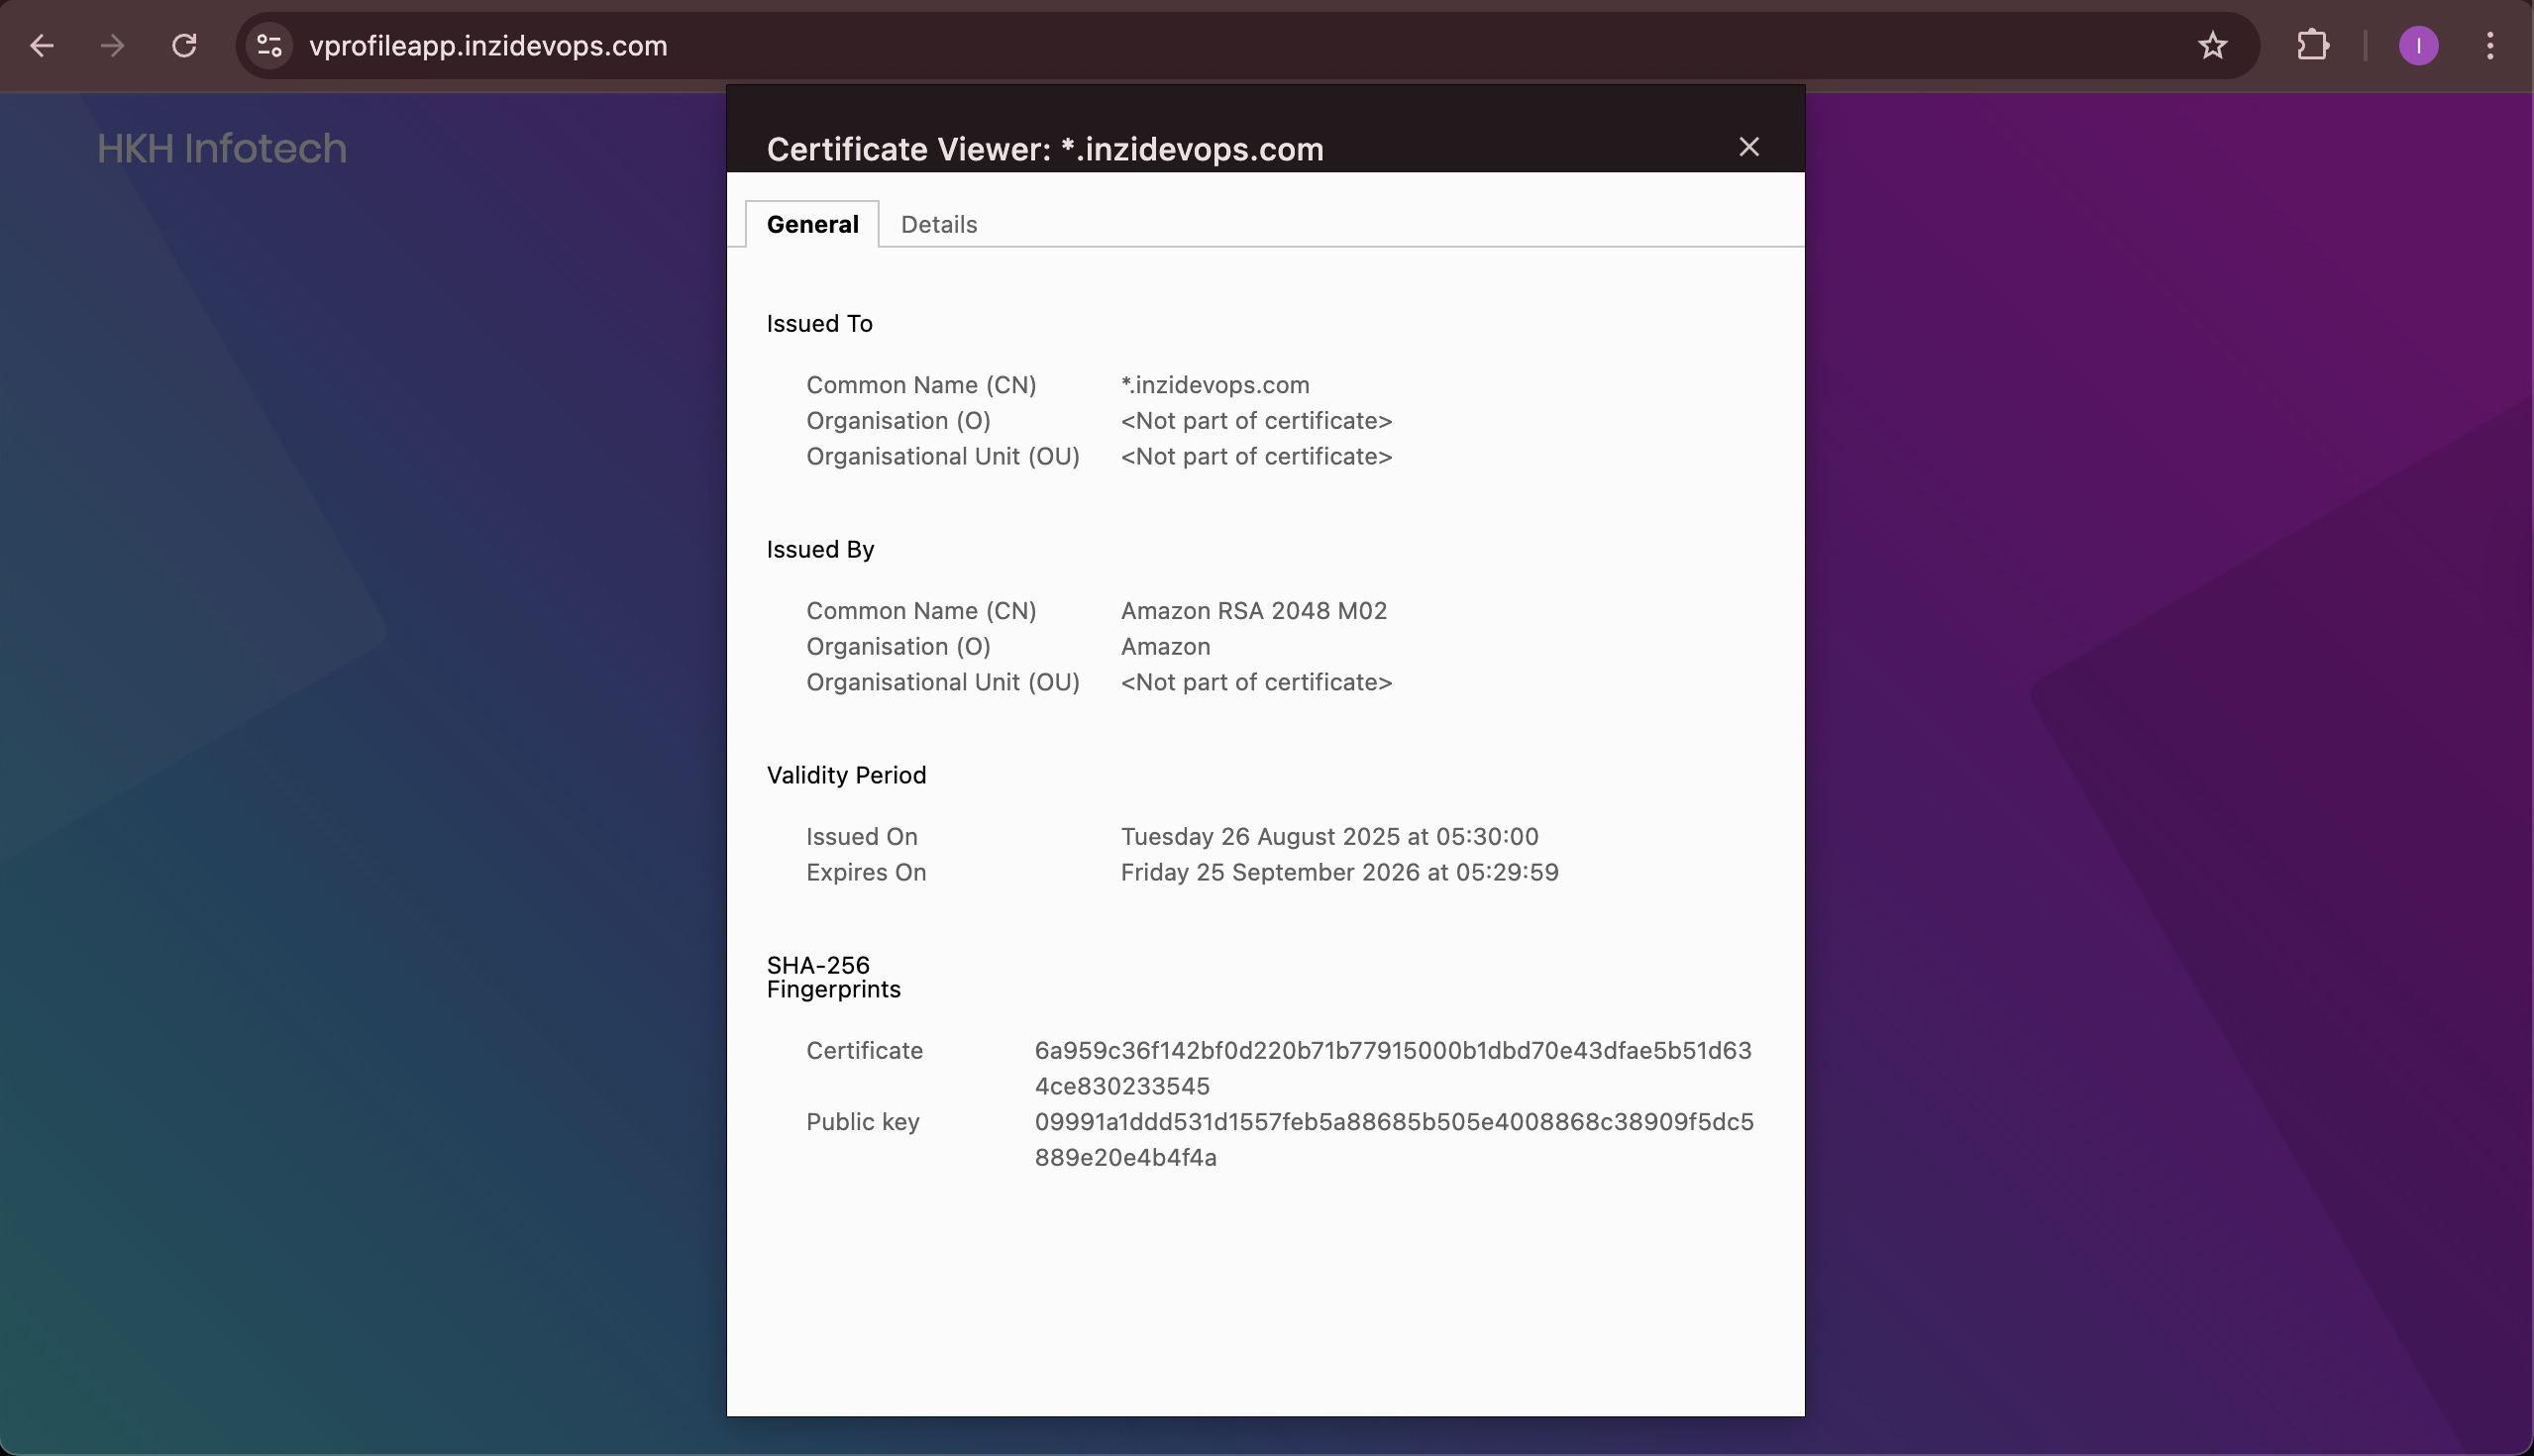 vprofileapp.inzidevops.com
I
HKH Infotech
Certificate Viewer: *.inzidevops.com
General Details
Issued To
Common Name (CN) *.inzidevops.com
Organisation (O) <Not part of certificate>
Organisational Unit (OU) <Not part of certificate>
Issued By
Common Name (CN) Amazon RSA 2048 M02
Organisation (O) Amazon
Organisational Unit (OU) <Not part of certificate>
Validity Period
Issued On Tuesday 26 August 2025 at 05:30:00
Expires On Friday 25 September 2026 at 05:29:59
SHA-256
Fingerprints
Certificate 6a959c36f142bf0d220b71b77915000b1dbd70e43dfae5b51d63
4ce830233545
Public key 09991a1ddd531d1557feb5a88685b505e4008868c38909f5dc5
889e20e4b4f4a